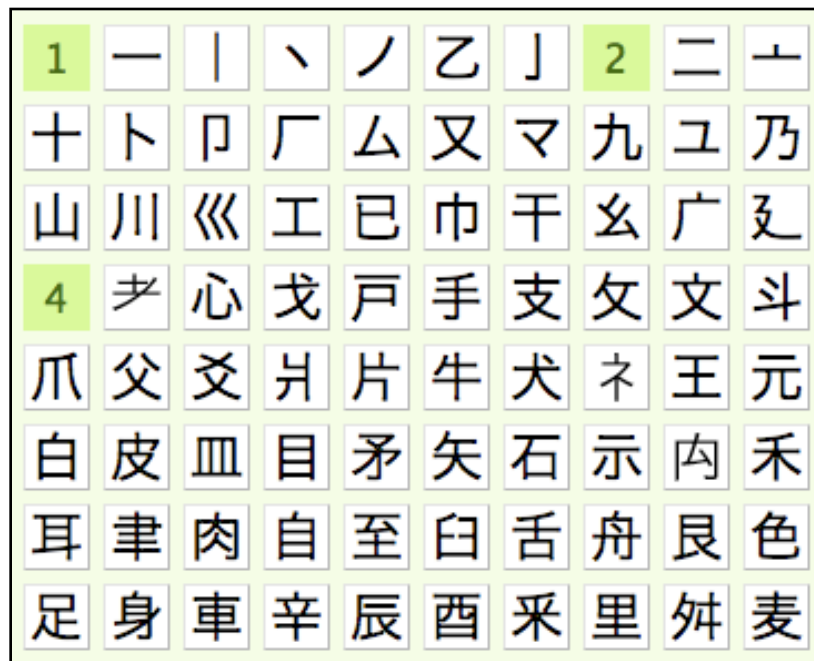 1 一 ｜ 丶 ノ 乙 亅 2 二 亠
十 卜 卩 厂 厶 又 マ 九 ユ 乃
山 川 巛 工 已 巾 干 幺 广 廴
4 耂 心 戈 戸 手 支 攵 文 斗
爪 父 爻 爿 片 牛 犬 礻 王 元
白 皮 皿 目 矛 矢 石 示 禸 禾
耳 聿 肉 自 至 臼 舌 舟 艮 色
足 身 車 辛 辰 酉 釆 里 舛 麦